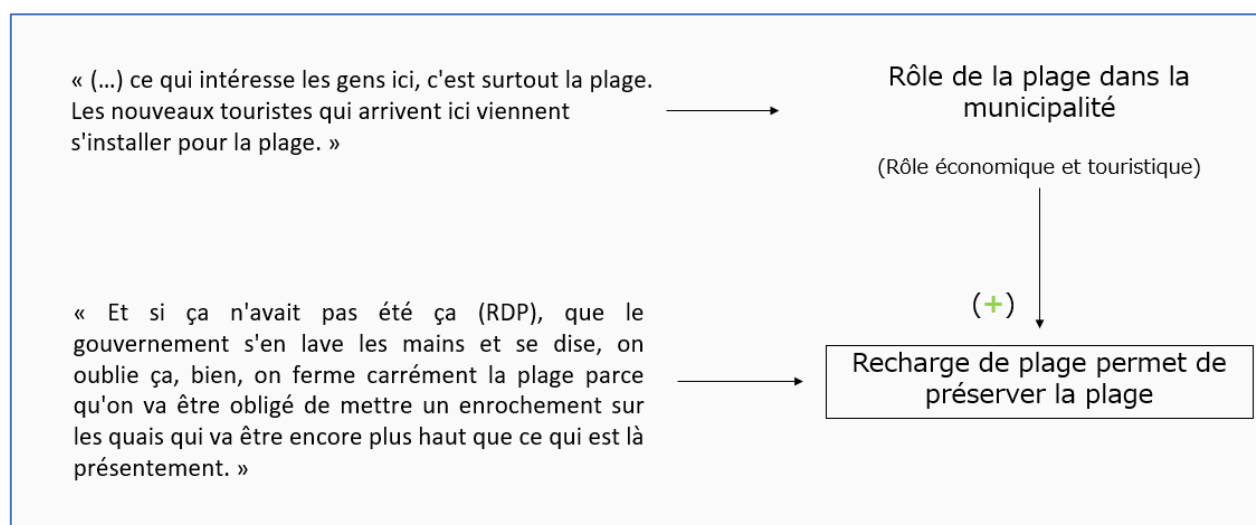 « (...) ce qui intéresse les gens ici, c'est surtout la plage.
Les nouveaux touristes qui arrivent ici viennent
s'installer pour la plage. »
Rôle de la plage dans la
municipalité
(Rôle économique et touristique)
(+)
« Et si ça n'avait pas été ça (RDP), que le
gouvernement s'en lave les mains et se dise, on
oublie ça, bien, on ferme carrément la plage parce
qu'on va être obligé de mettre un enrochement sur
les quais qui va être encore plus haut que ce qui est là
présentement. »
Recharge de plage permet de
préserver la plage